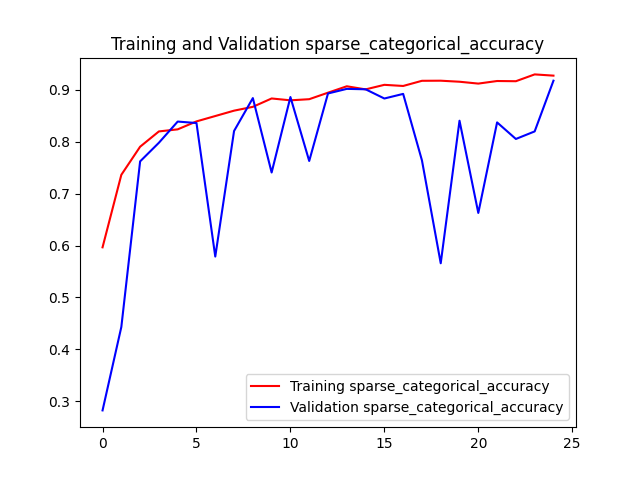 Training and Validation sparse_categorical_accuracy
0.9
0.8
0.7
0.6
0.5
0.4
0.3
Training sparse_categorical_accuracy
Validation sparse_categorical_accuracy
0 5 10 15 20 25